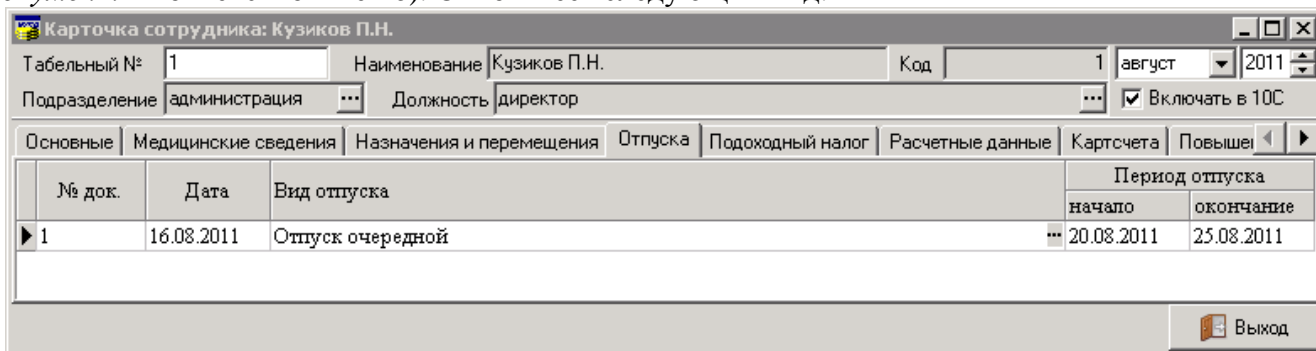 Карточка сотрудника: Кузиков П.Н.
Табельный № 1 Наименование Кузиков П.Н. Код 1 август 2011
Подразделение администрация ... Должность директор ... Включать в 10С
Основные Медицинские сведения Назначения и перемещения Отпуска Подоходный налог Расчетные данные Картсчета Повышен
№ док. Дата Вид отпуска Период отпуска
начало окончание
1 16.08.2011 Отпуск очередной ... 20.08.2011 25.08.2011
Выход